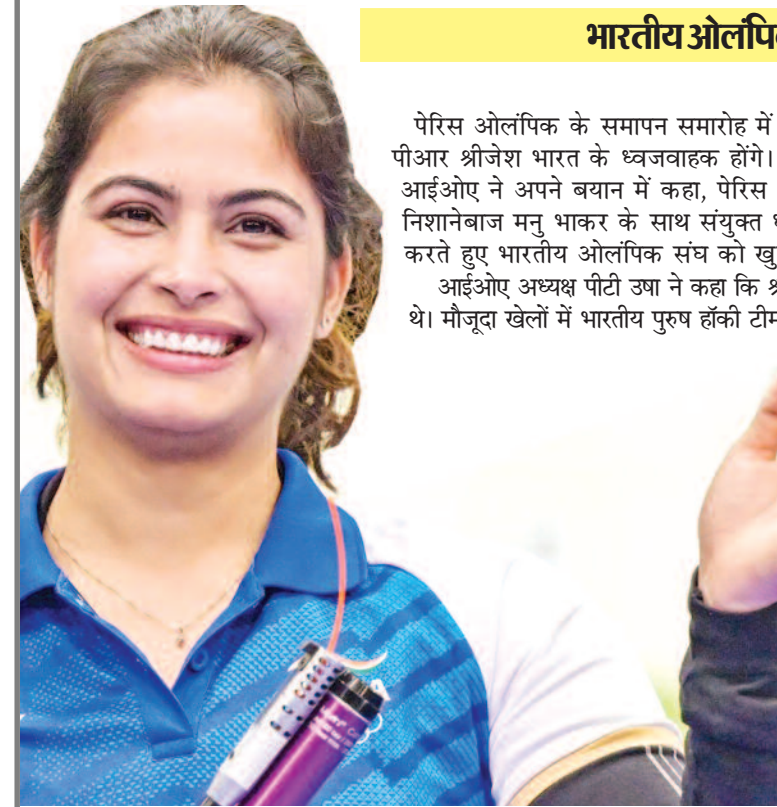 भारतीय
पेरिस ओलंपिक के समापन समारोह में
पीआर श्रीजेश भारत के ध्वजवाहक होंगे।
आईओए ने अपने बयान में कहा, पेरिस
निशानेबाज मनु भाकर के साथ संयुक्त
करते हुए भारतीय ओलंपिक संघ को
आईओए अध्यक्ष पीटी उषा ने कहा कि
थे। मौजूदा खेलों में भारतीय पुरुष हॉकी टीम